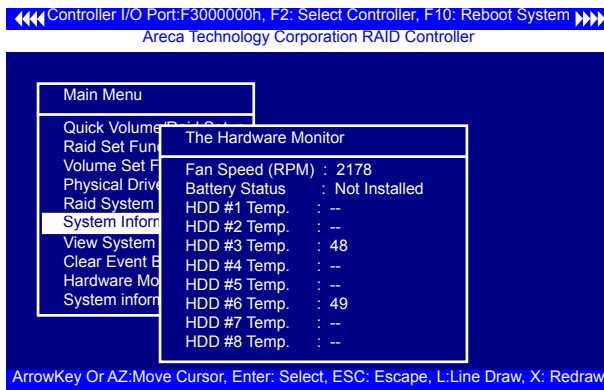 Controller I/O Port:F3000000h, F2: Select Controller, F10: Reboot System
Areca Technology Corporation RAID Controller
Main Menu
Quick Volume/Raid Setup
Raid Set Fun
Volume Set F
Physical Drive
Raid System
System Inform
View System
Clear Event B
Hardware Mo
System inform
The Hardware Monitor
Fan Speed (RPM) : 2178
Battery Status : Not Installed
HDD #1 Temp. : --
HDD #2 Temp. : --
HDD #3 Temp. : 48
HDD #4 Temp. : --
HDD #5 Temp. : --
HDD #6 Temp. : 49
HDD #7 Temp. : --
HDD #8 Temp. : --
ArrowKey Or AZ:Move Cursor, Enter: Select, ESC: Escape, L:Line Draw, X: Redraw